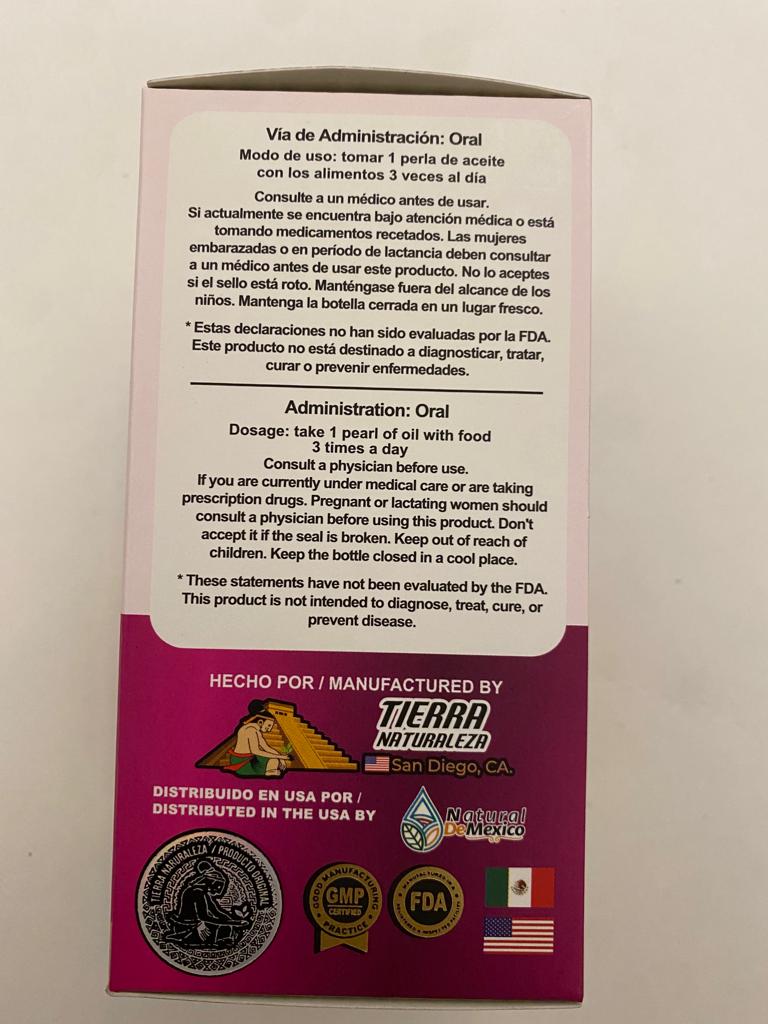 Vía de Administración: Oral
Modo de uso: tomar 1 perla de aceite
con los alimentos 3 veces al día
Consulte a un médico antes de usar.
Si actualmente se encuentra bajo atención médica o está
tomando medicamentos recetados. Las mujeres
embarazadas o en período de lactancia deben consultar
a un médico antes de usar este producto. No lo aceptes
si el sello está roto. Manténgase fuera del alcance de los
niños. Mantenga la botella cerrada en un lugar fresco.
* Estas declaraciones no han sido evaluadas por la FDA.
Este producto no está destinado a diagnosticar, tratar,
curar o prevenir enfermedades.
Administration: Oral
Dosage: take 1 pearl of oil with food
3 times a day
Consult a physician before use.
If you are currently under medical care or are taking
prescription drugs. Pregnant or lactating women should
consult a physician before using this product. Don't
accept it if the seal is broken. Keep out of reach of
children. Keep the bottle closed in a cool place.
* These statements have not been evaluated by the FDA.
This product is not intended to diagnose, treat, cure, or
prevent disease.
HECHO POR / MANUFACTURED BY
TIERRA
NATURALEZA
San Diego, CA.
DISTRIBUIDO EN USA POR /
DISTRIBUTED IN THE USA BY
Natural
DeMexico
TIERRA NATURALEZA / PRODUCTO ORIGINAL
GOOD MANUFACTURING
GMP
CERTIFIED
PRACTICE
MANUFACTURED IN A
FDA